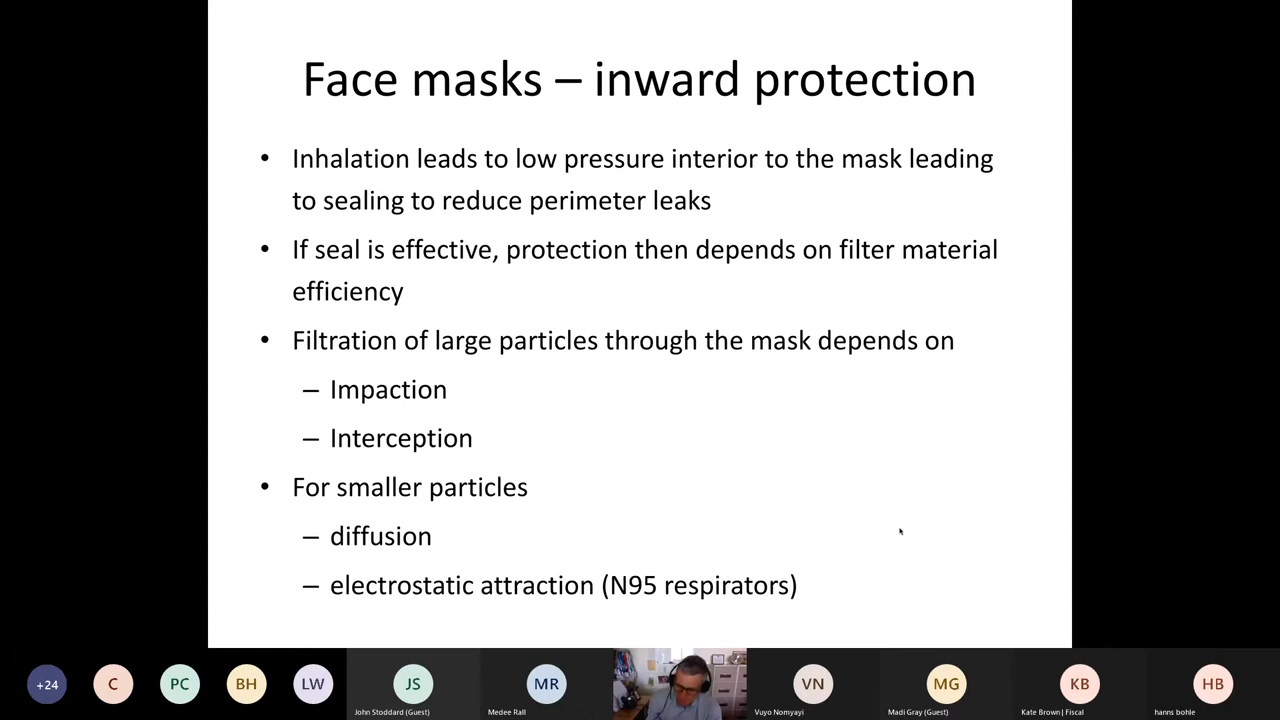 Face masks – inward protection
• Inhalation leads to low pressure interior to the mask leading
to sealing to reduce perimeter leaks
• If seal is effective, protection then depends on filter material
efficiency
• Filtration of large particles through the mask depends on
– Impaction
– Interception
• For smaller particles
– diffusion
– electrostatic attraction (N95 respirators)
+24 C PC BH LW JS MR VN MG KB HB
John Stoddard (Guest) Medee Rall Vuyo Nomyayi Madi Gray (Guest) Kate Brown | Fiscal hanns bohle